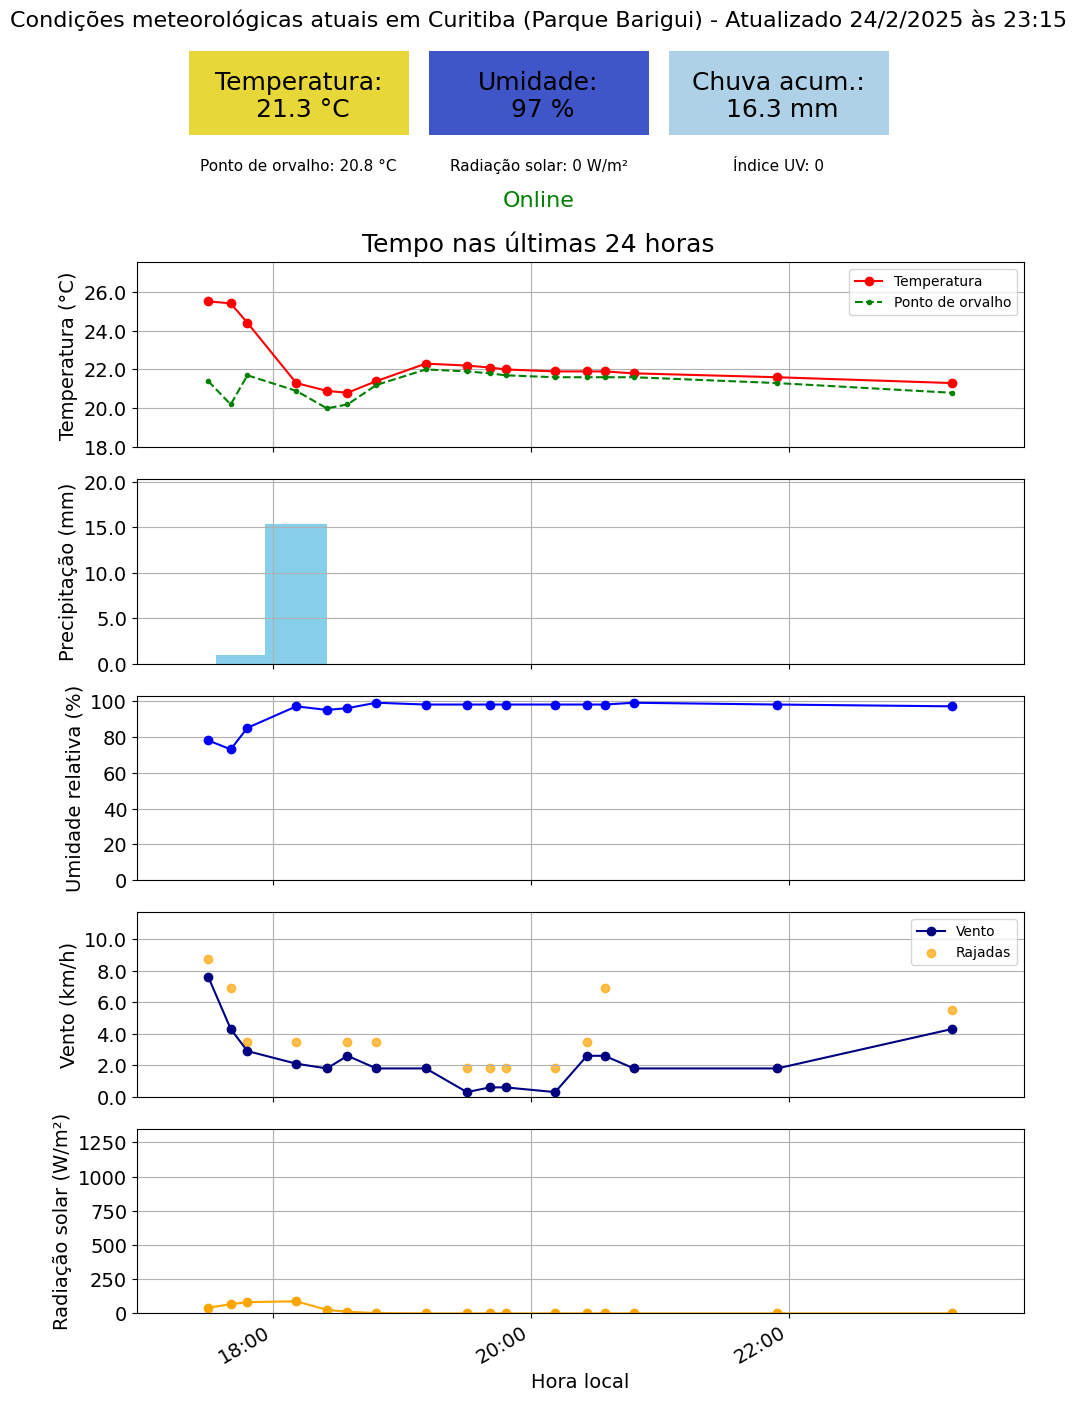 Condições meteorológicas atuais em Curitiba (Parque Barigui) - Atualizado 24/2/2025 às 23:15
Temperatura:
21.3 °C
Umidade:
97 %
Chuva acum.:
16.3 mm
Ponto de orvalho: 20.8 °C
Radiação solar: 0 W/m²
Índice UV: 0
Online
Tempo nas últimas 24 horas
Temperatura (°C)
26.0
24.0
22.0
20.0
18.0
Temperatura
Ponto de orvalho
Precipitação (mm)
20.0
15.0
10.0
5.0
0.0
Umidade relativa (%)
100
80
60
40
20
0
Vento (km/h)
10.0
8.0
6.0
4.0
2.0
0.0
Vento
Rajadas
Radiação solar (W/m²)
1250
1000
750
500
250
0
18:00
20:00
22:00
Hora local